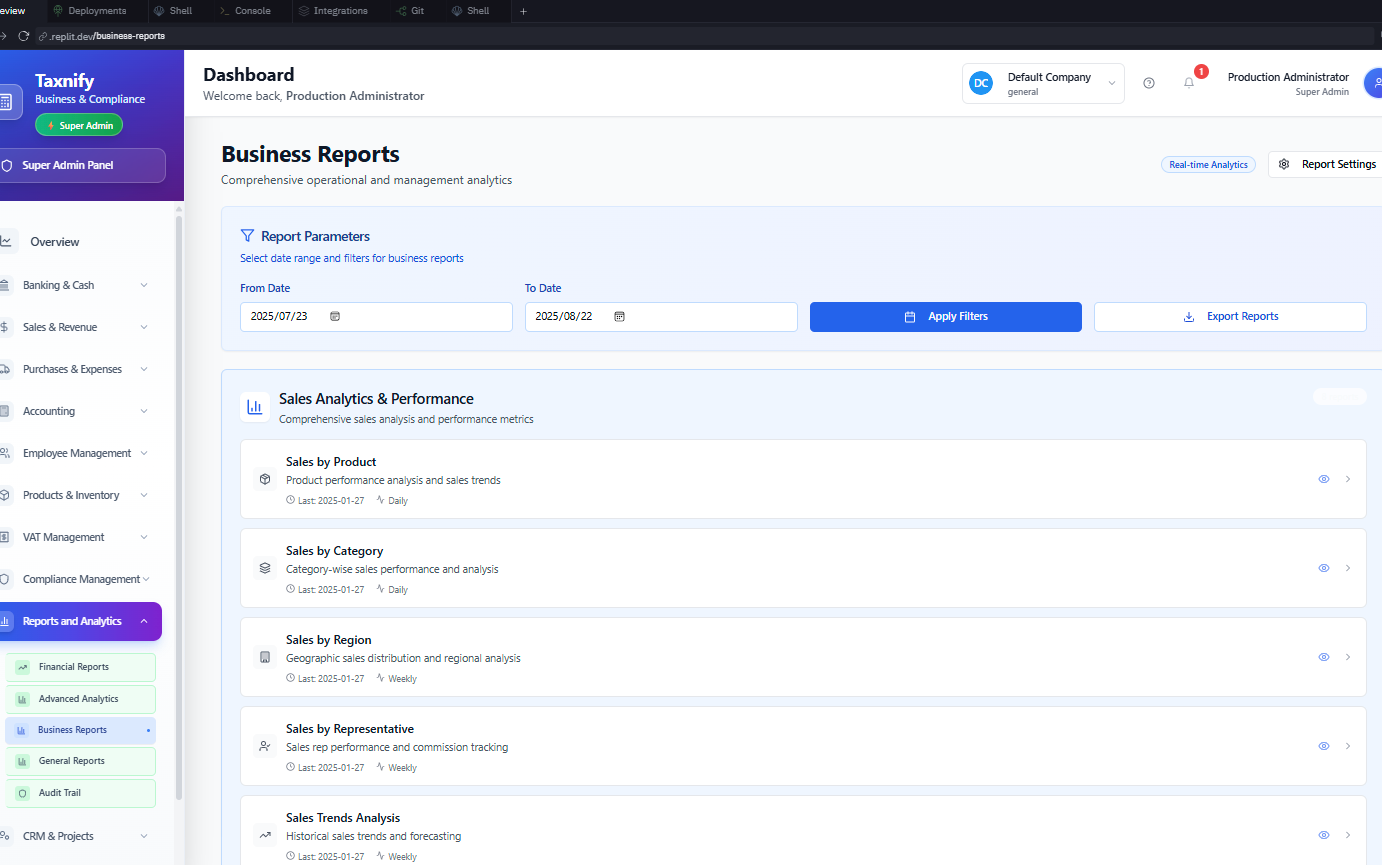 eview Deployments Shell Console Integrations Git Shell +
.replit.dev/business-reports
Taxnify
Business & Compliance
Super Admin
Super Admin Panel
Overview
Banking & Cash
Sales & Revenue
Purchases & Expenses
Accounting
Employee Management
Products & Inventory
VAT Management
Compliance Management
Reports and Analytics
Financial Reports
Advanced Analytics
Business Reports
General Reports
Audit Trail
CRM & Projects
Dashboard
Welcome back, Production Administrator
DC
Default Company
general
1
Production Administrator
Super Admin
Business Reports
Comprehensive operational and management analytics
Real-time Analytics
Report Settings
Report Parameters
Select date range and filters for business reports
From Date
To Date
2025/07/23
2025/08/22
Apply Filters
Export Reports
Sales Analytics & Performance
Comprehensive sales analysis and performance metrics
Sales by Product
Product performance analysis and sales trends
Last: 2025-01-27 Daily
Sales by Category
Category-wise sales performance and analysis
Last: 2025-01-27 Daily
Sales by Region
Geographic sales distribution and regional analysis
Last: 2025-01-27 Weekly
Sales by Representative
Sales rep performance and commission tracking
Last: 2025-01-27 Weekly
Sales Trends Analysis
Historical sales trends and forecasting
Last: 2025-01-27 Weekly